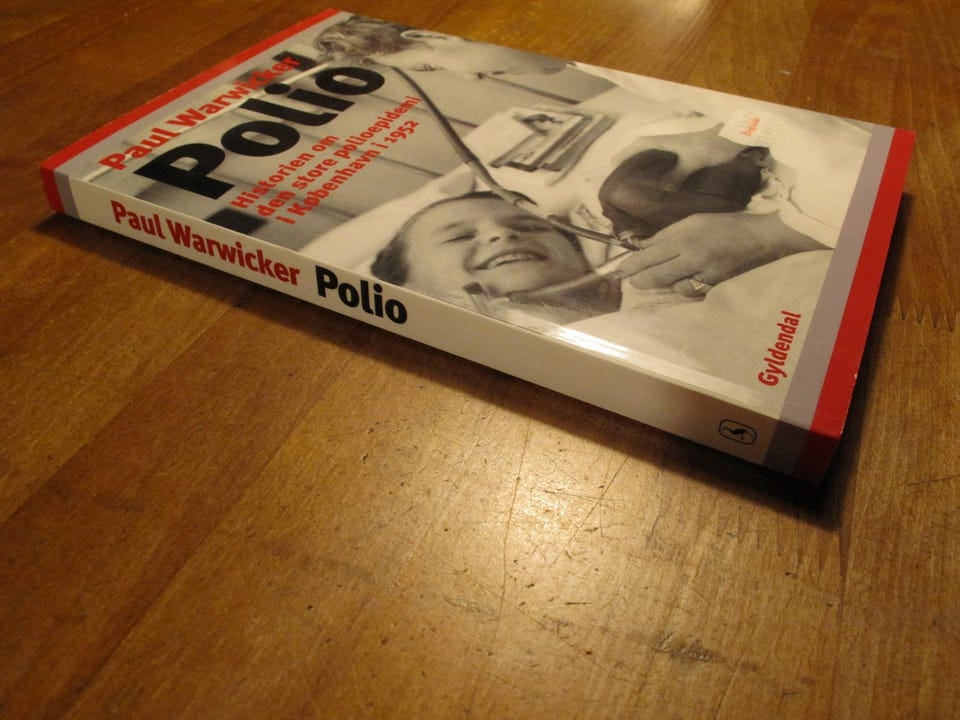 Paul Warwicker
Polio
Historien om
den store polioepidemi
i København i 1952
Gyldendal
Paul Warwicker Polio